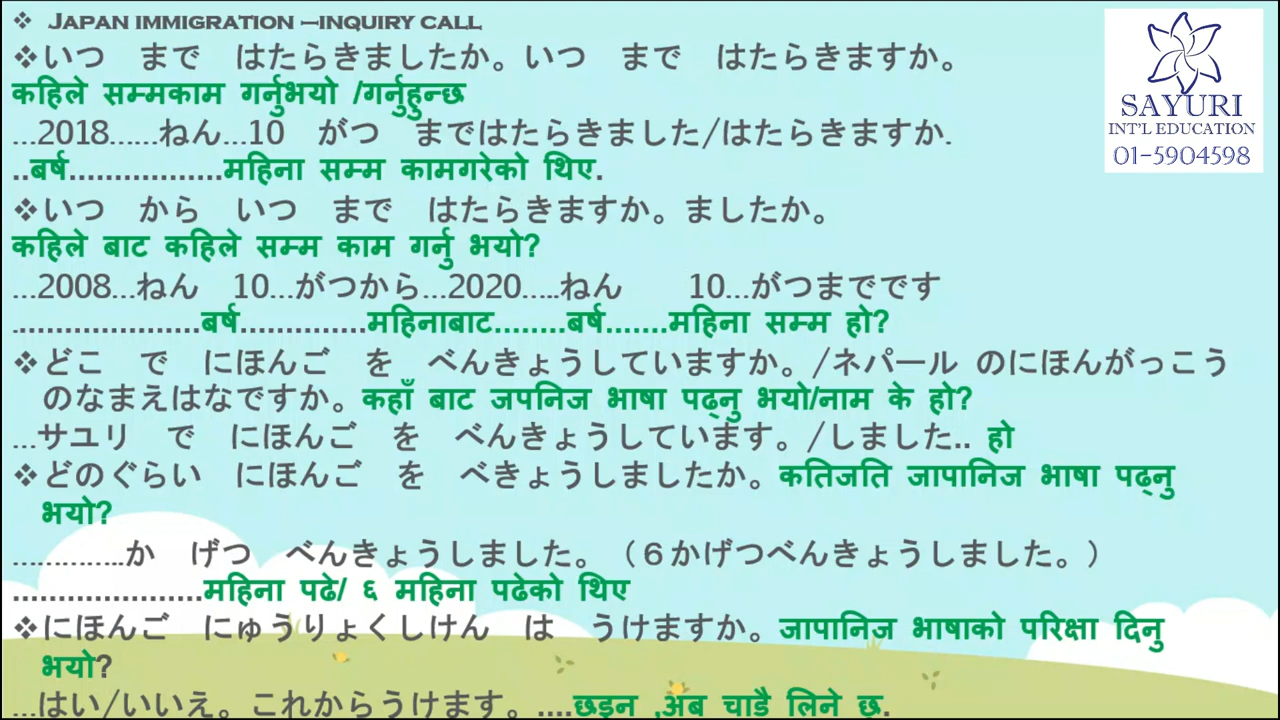 ❖ JAPAN IMMIGRATION –INQUIRY CALL
❖いつ　まで　はたらきましたか。いつ　まで　はたらきますか。
कहिले सम्मकाम गर्नुभयो /गर्नुहुन्छ
...2018......ねん...10　がつ　まではたらきました/はたらきますか.
..बर्ष.................महिना सम्म कामगरेको थिए.
❖いつ　から　いつ　まで　はたらきますか。ましたか。
कहिले बाट कहिले सम्म काम गर्नु भयो?
...2008...ねん　10...がつから...2020.....ねん　　10...がつまでです
.....................बर्ष..............महिनाबाट........बर्ष.......महिना सम्म हो?
❖どこ　で　にほんご　を　べんきょうしていますか。/ネパール のにほんがっこう
のなまえはなですか。कहाँ बाट जपनिज भाषा पढ्नु भयो/नाम के हो?
...サユリ　で　にほんご　を　べんきょうしています。/しました.. हो
❖どのぐらい　にほんご　を　べきょうしましたか。कतिजति जापानिज भाषा पढ्नु
भयो?
.............か　げつ　べんきょうしました。（６かげつべんきょうしました。）
.....................महिना पढे/ ६ महिना पढेको थिए
❖にほんご　にゅうりょくしけん　は　うけますか。जापानिज भाषाको परिक्षा दिनु
भयो?
...はい/いいえ。これからうけます。....छइन ,अब चाडै लिने छु.
SAYURI
INT'L EDUCATION
01-5904598